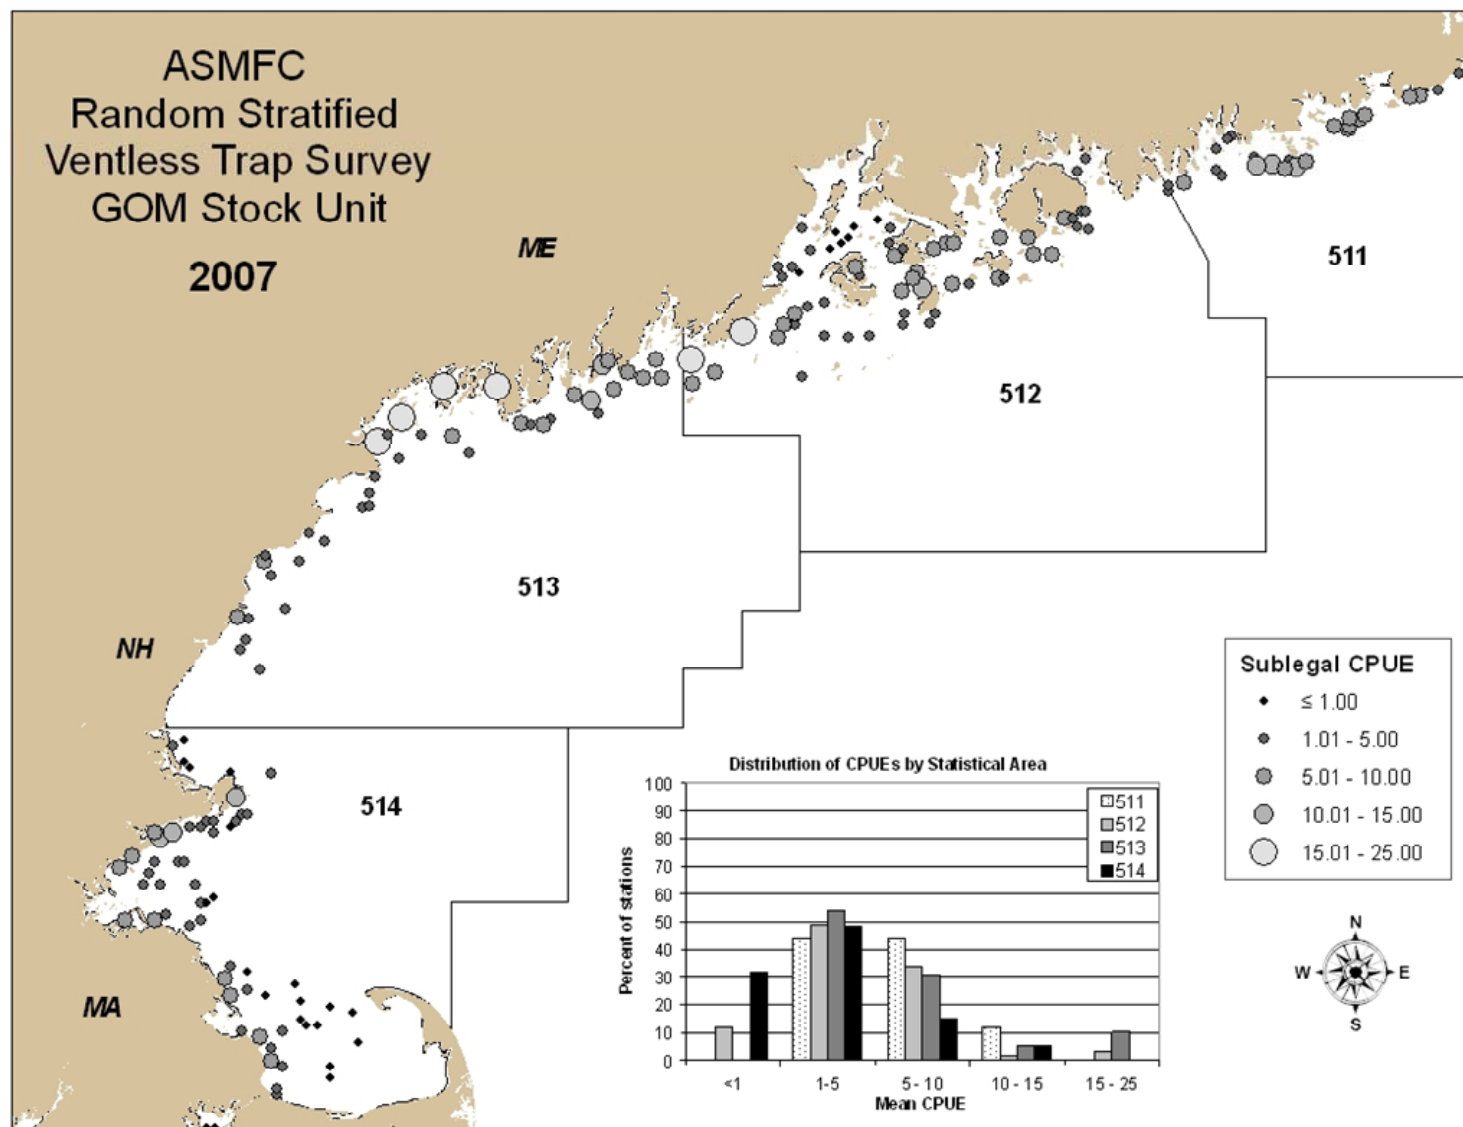 ASMFC
Random Stratified
Ventless Trap Survey
GOM Stock Unit
2007
ME
511
512
513
NH
514
MA
Sublegal CPUE
≤ 1.00
1.01 - 5.00
5.01 - 10.00
10.01 - 15.00
15.01 - 25.00
N
W E
S
Distribution of CPUEs by Statistical Area
Percent of stations
100
90
80
70
60
50
40
30
20
10
0
511
512
513
514
<1 1-5 5 - 10 10 - 15 15 - 25
Mean CPUE